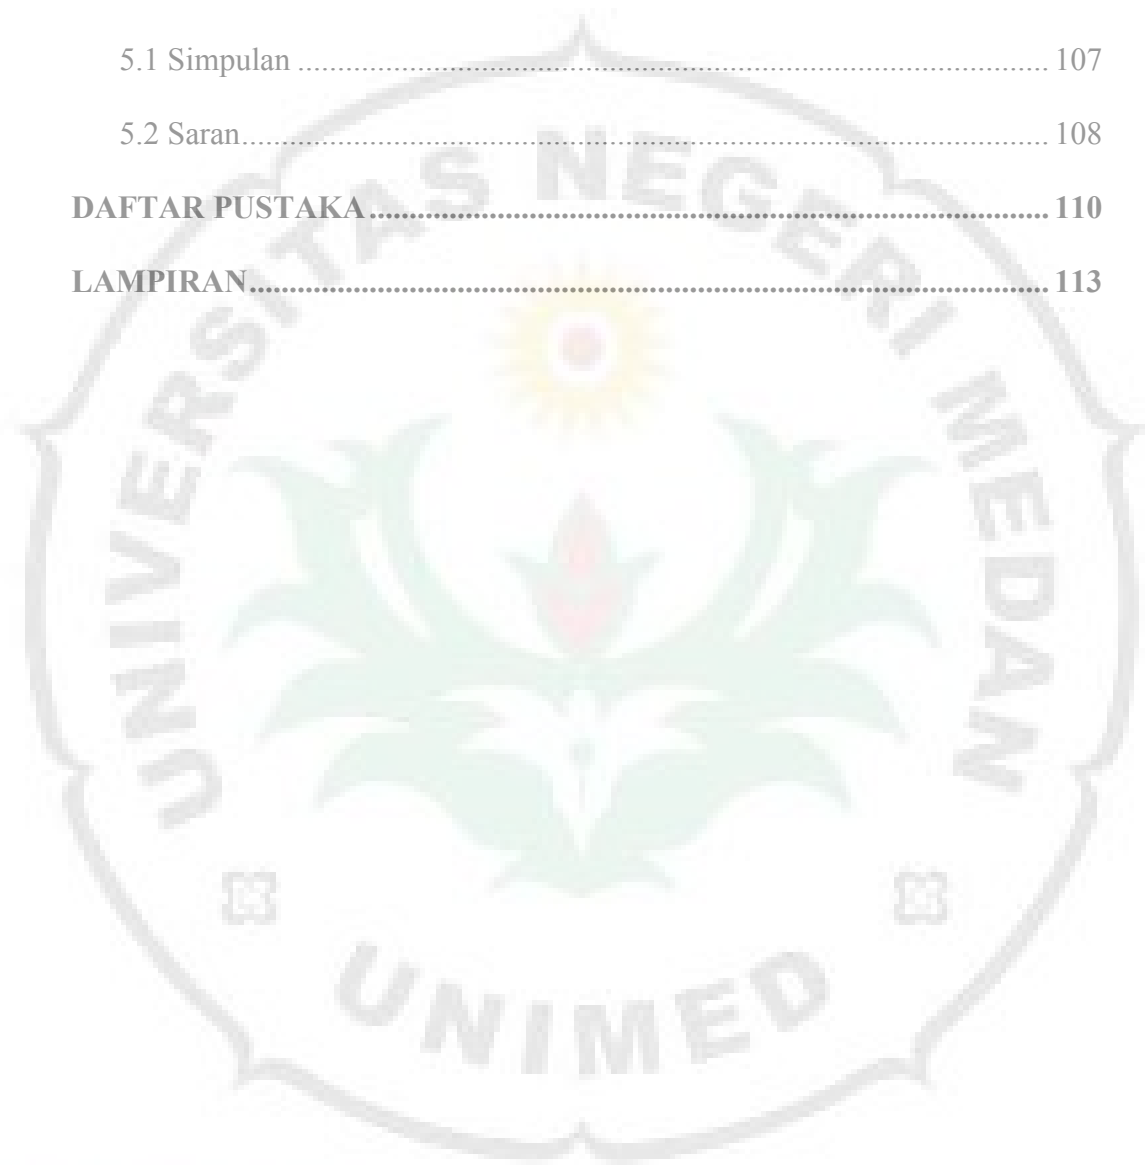 5.1 Simpulan ........................................................................................... 107
5.2 Saran.................................................................................................. 108
DAFTAR PUSTAKA................................................................................... 110
LAMPIRAN.................................................................................................. 113
UNIVERSITAS NEGERI MEDAN
UNIMED